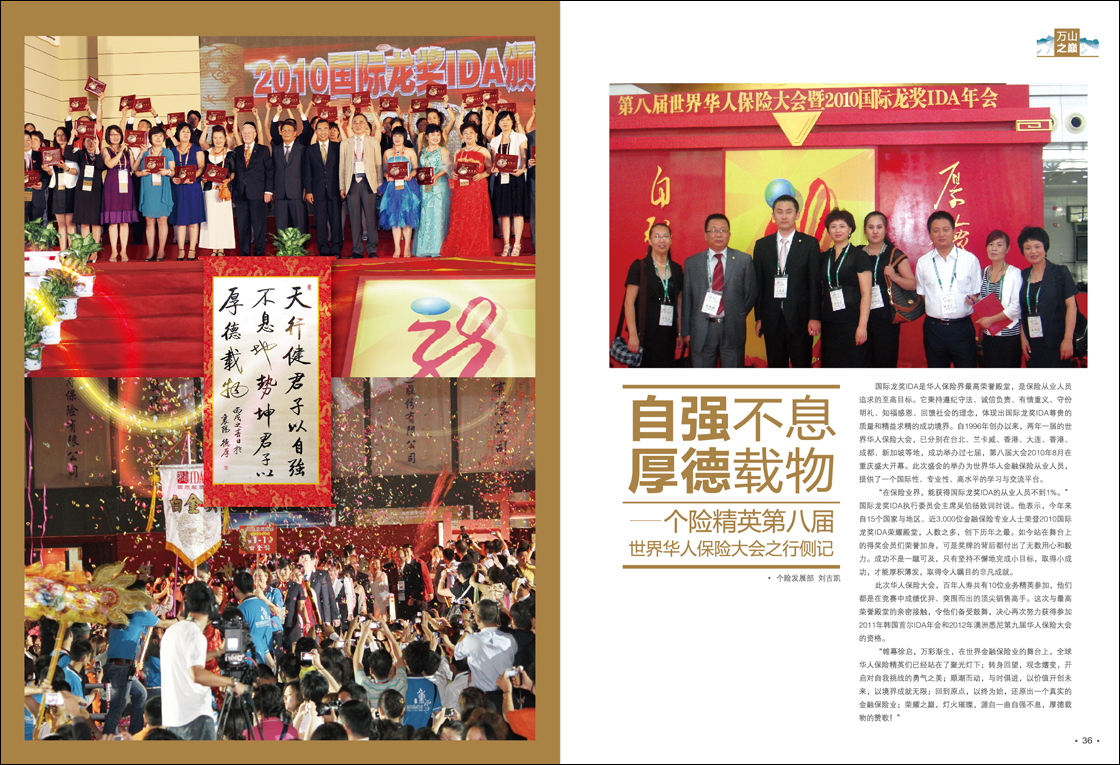 2010国际龙奖IDA颁
天行健君子以自強
不息地势坤君子以
厚德载物
IDA
万山
之巅
第八届世界华人保险大会暨2010国际龙奖IDA年会
自强不息
厚德载物
——个险精英第八届
世界华人保险大会之行侧记
• 个险发展部 刘吉凯
国际龙奖IDA是华人保险界最高荣誉殿堂，是保险从业人员
追求的至高目标。它秉持遵纪守法、诚信负责、有情重义、守份
明礼、知福感恩、回馈社会的理念，体现出国际龙奖IDA尊贵的
质量和精益求精的成功境界。自1996年创办以来，两年一届的世
界华人保险大会，已分别在台北、兰卡威、香港、大连、香港、
成都、新加坡等地，成功举办过七届，第八届大会2010年8月在
重庆盛大开幕。此次盛会的举办为世界华人金融保险从业人员，
提供了一个国际性、专业性、高水平的学习与交流平台。
“在保险业界，能获得国际龙奖IDA的从业人员不到1%。”
国际龙奖IDA执行委员会主席吴伯扬致词时说。他表示，今年来
自15个国家与地区、近3,000位金融保险专业人士荣登2010国际
龙奖IDA荣耀殿堂，人数之多，创下历年之最。如今站在舞台上
的得奖会员们荣誉加身，可是奖牌的背后都付出了无数用心和毅
力。成功不是一蹴可及，只有坚持不懈地完成小目标，取得小成
功，才能厚积薄发，取得令人瞩目的非凡成就。
此次华人保险大会，百年人寿共有10位业务精英参加，他们
都是在竞赛中成绩优异、突围而出的顶尖销售高手。这次与最高
荣誉殿堂的亲密接触，令他们备受鼓舞，决心再次努力获得参加
2011年韩国首尔IDA年会和2012年澳洲悉尼第九届华人保险大会
的资格。
“帷幕徐启，万彩渐生，在世界金融保险业的舞台上，全球
华人保险精英们已经站在了聚光灯下；转身回望，观念嬗变，开
启对自我挑战的勇气之美；顺潮而动，与时俱进，以价值开创未
来，以境界成就无限；回到原点，以终为始，还原出一个真实的
金融保险业；荣耀之巅，灯火璀璨，源自一曲自强不息，厚德载
物的赞歌！”
• 36 •